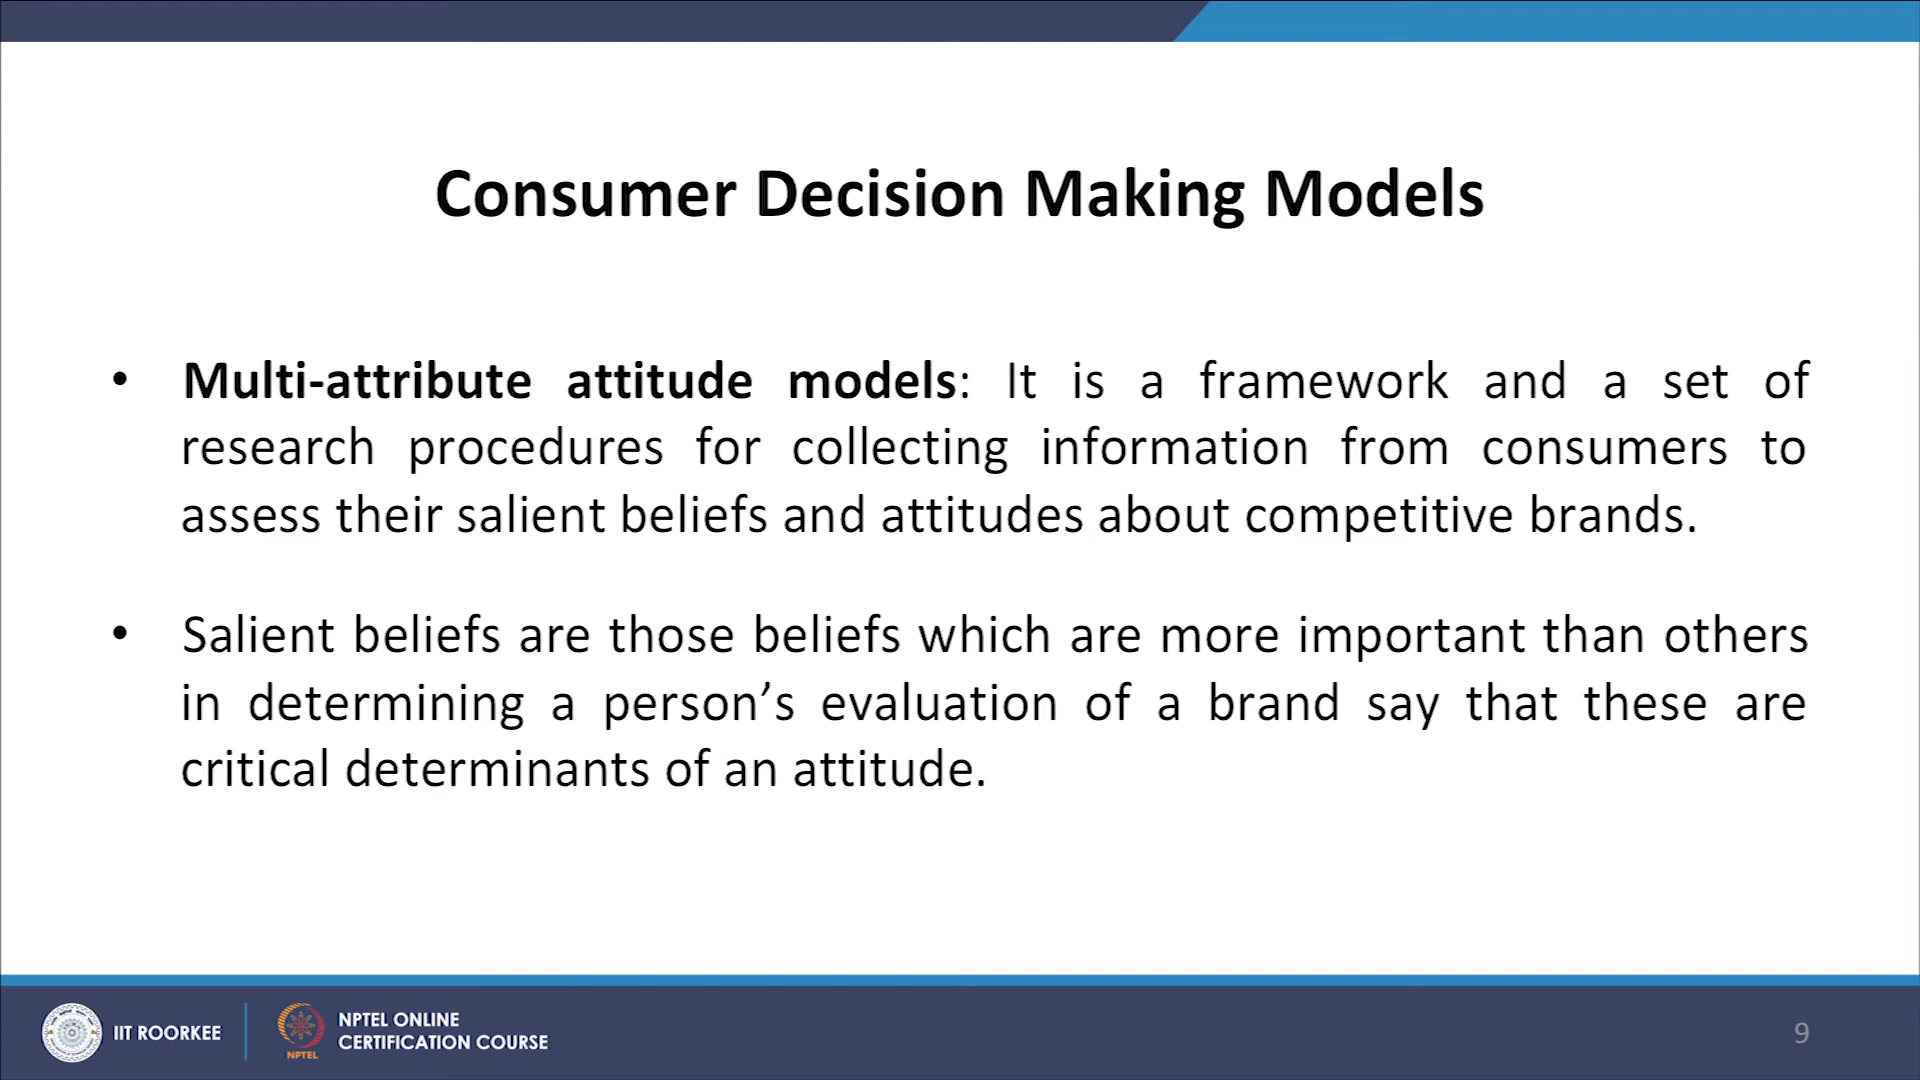 Consumer Decision Making Models
• Multi-attribute attitude models: It is a framework and a set of
research procedures for collecting information from consumers to
assess their salient beliefs and attitudes about competitive brands.
• Salient beliefs are those beliefs which are more important than others
in determining a person’s evaluation of a brand say that these are
critical determinants of an attitude.
IIT ROORKEE
NPTEL
NPTEL ONLINE
CERTIFICATION COURSE
9